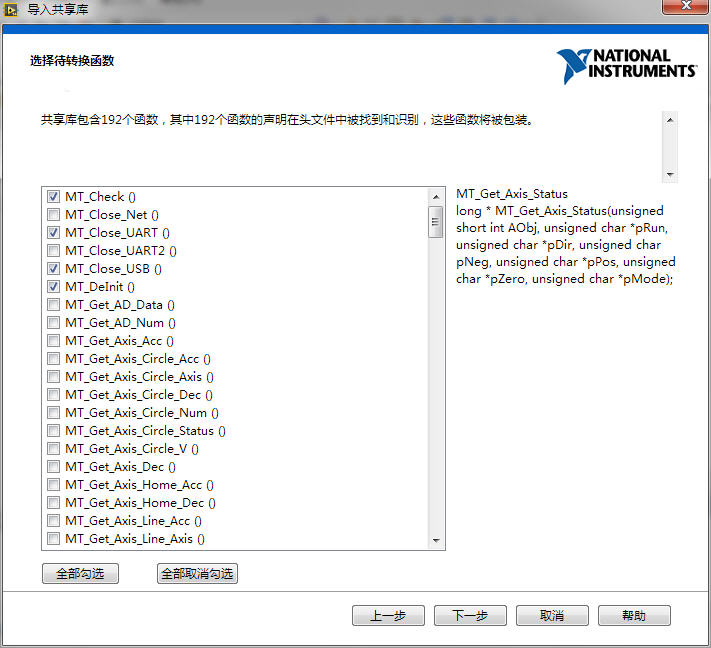 导入共享库
选择待转换函数
NATIONAL
INSTRUMENTS
共享库包含192个函数，其中192个函数的声明在头文件中被找到和识别，这些函数将被包装。
MT_Check ()
MT_Close_Net ()
MT_Close_UART ()
MT_Close_UART2 ()
MT_Close_USB ()
MT_DeInit ()
MT_Get_AD_Data ()
MT_Get_AD_Num ()
MT_Get_Axis_Acc ()
MT_Get_Axis_Circle_Acc ()
MT_Get_Axis_Circle_Axis ()
MT_Get_Axis_Circle_Dec ()
MT_Get_Axis_Circle_Num ()
MT_Get_Axis_Circle_Status ()
MT_Get_Axis_Circle_V ()
MT_Get_Axis_Dec ()
MT_Get_Axis_Home_Acc ()
MT_Get_Axis_Home_Dec ()
MT_Get_Axis_Line_Acc ()
MT_Get_Axis_Line_Axis ()
MT_Get_Axis_Status
long * MT_Get_Axis_Status(unsigned
short int AObj, unsigned char *pRun,
unsigned char *pDir, unsigned char
pNeg, unsigned char *pPos, unsigned
char *pZero, unsigned char *pMode);
全部勾选
全部取消勾选
上一步
下一步
取消
帮助